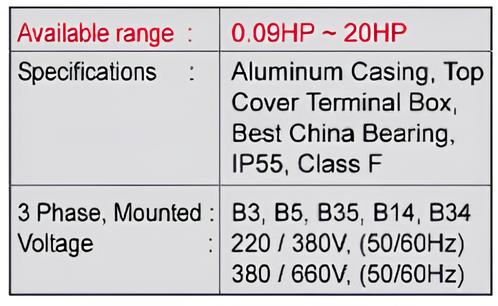 Available range : 0.09HP ~ 20HP
Specifications : Aluminum Casing, Top
Cover Terminal Box,
Best China Bearing,
IP55, Class F
3 Phase, Mounted : B3, B5, B35, B14, B34
Voltage : 220 / 380V, (50/60Hz)
380 / 660V, (50/60Hz)